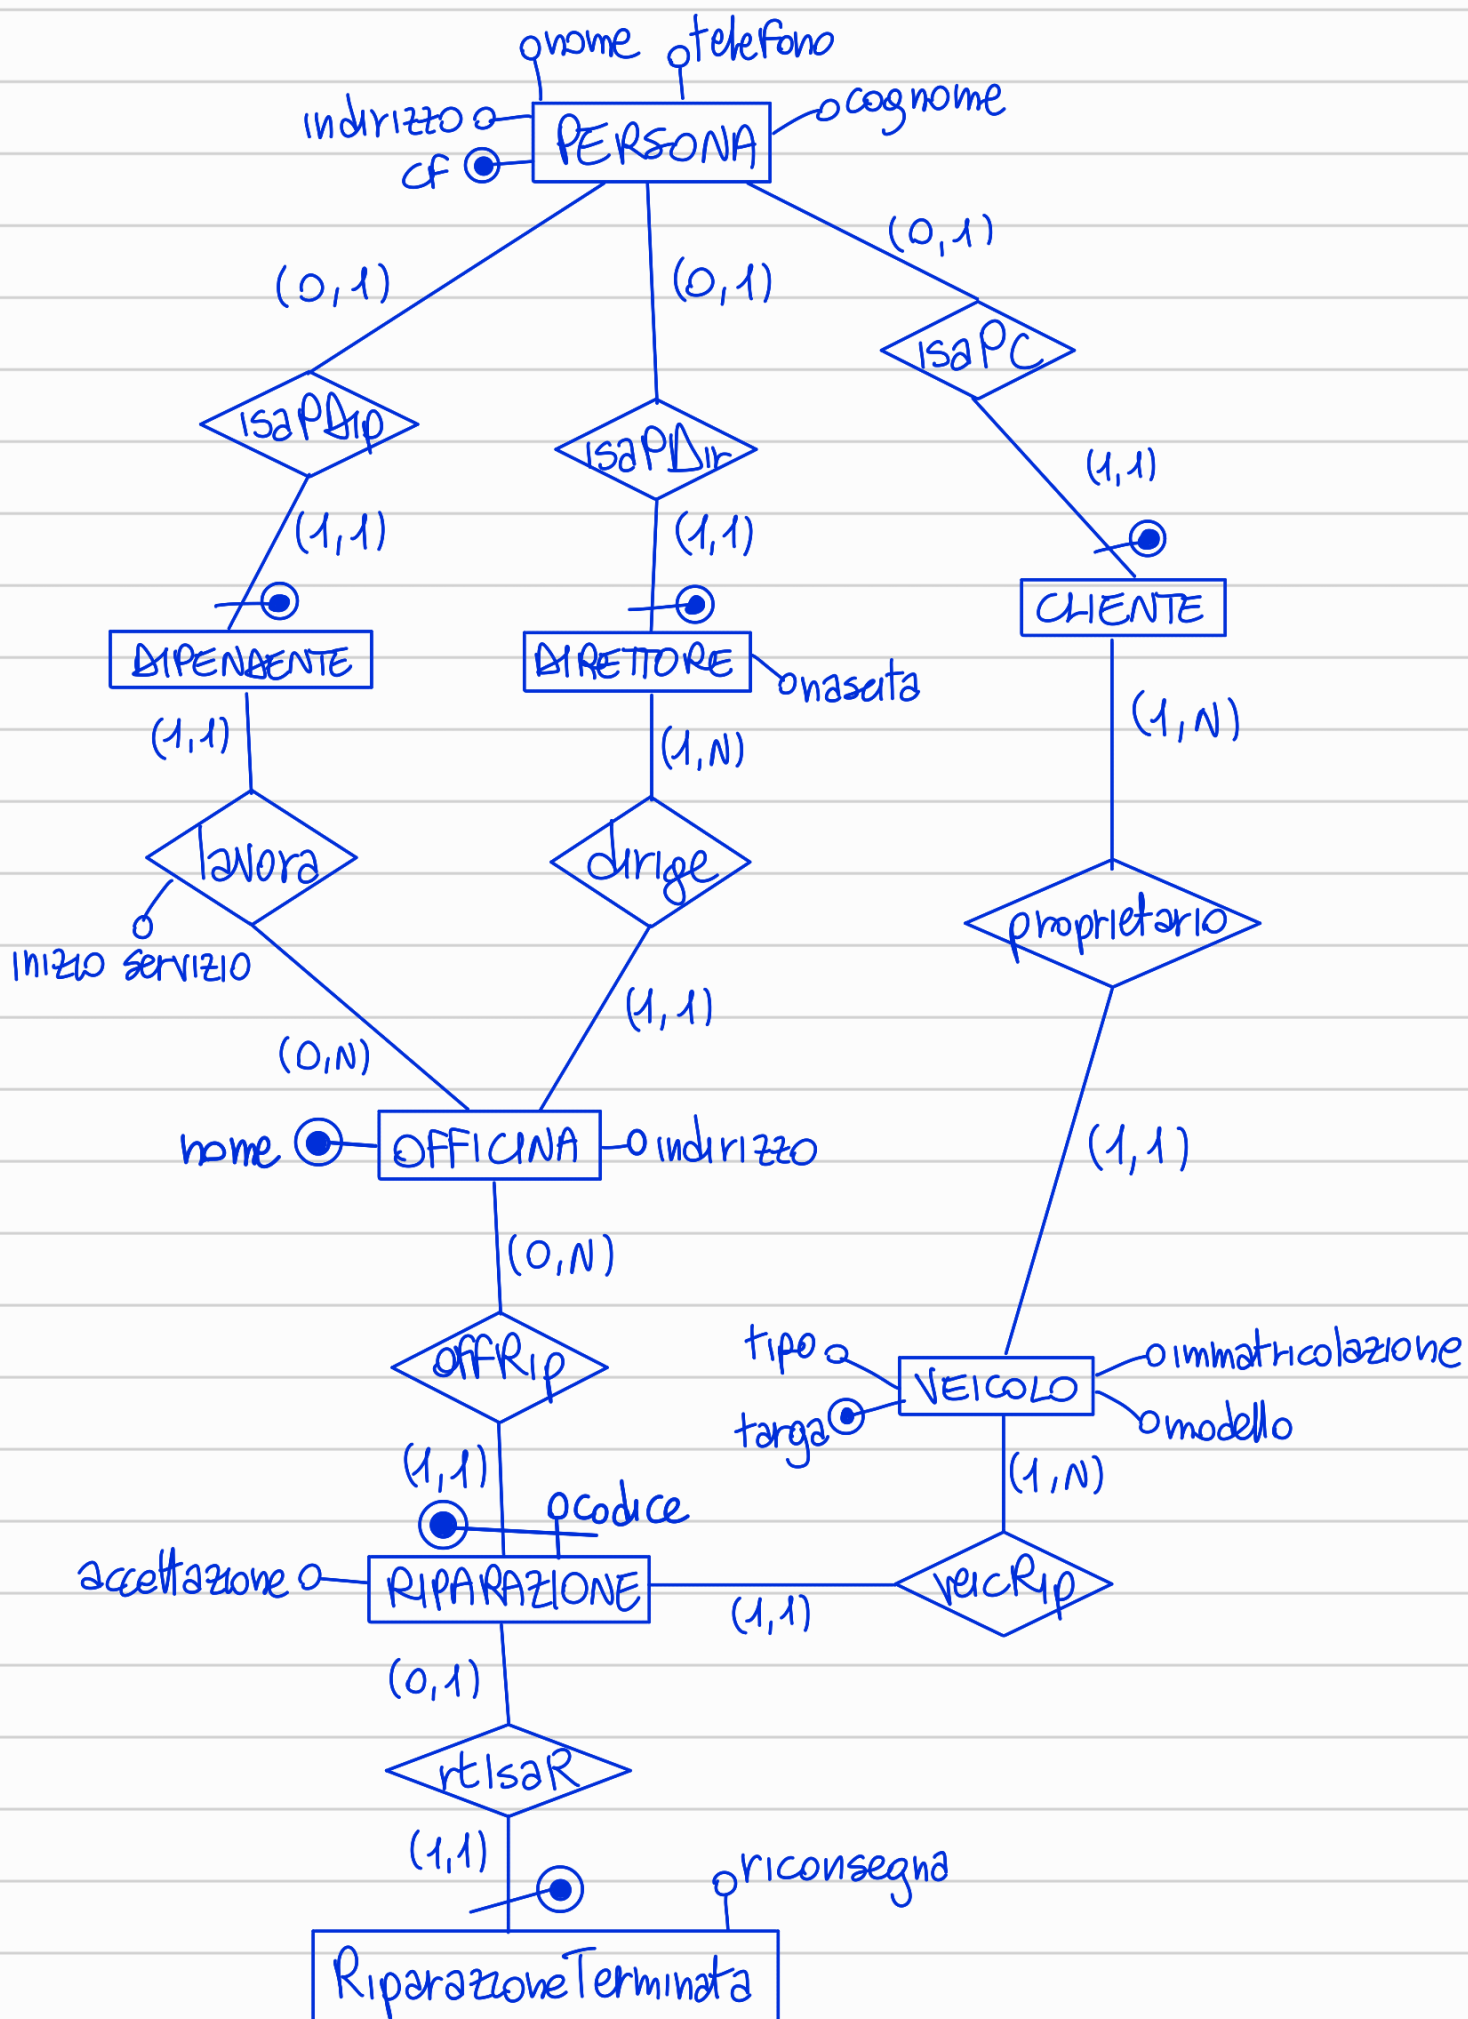 nome
telefono
indirizzo
cognome
PERSONA
cf
(0,1)
(0,1)
(0,1)
isaPC
isaPDip
isaPDir
(1,1)
(1,1)
(1,1)
CLIENTE
DIPENDENTE
DIRETTORE
nascita
(1,1)
(1,N)
(1,N)
lavora
dirige
proprietario
inizio servizio
(0,N)
(1,1)
nome
OFFICINA
indirizzo
(1,1)
(0,N)
offRip
tipo
immatricolazione
VEICOLO
targa
modello
(1,1)
(1,N)
codice
accettazione
RIPARAZIONE
veicRip
(1,1)
(0,1)
rtIsaR
(1,1)
riconsegna
RiparazioneTerminata